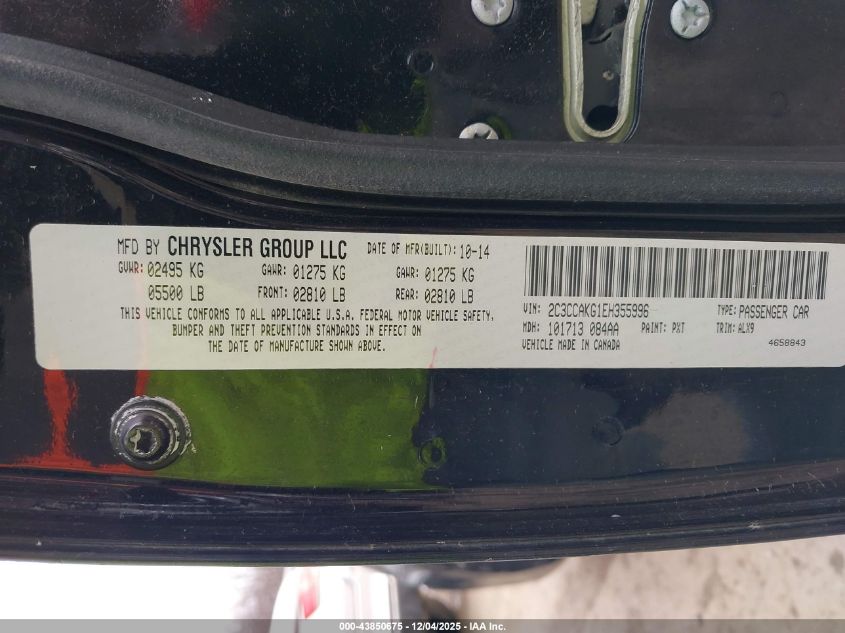 MFD BY CHRYSLER GROUP LLC DATE OF MFR(BUILT): 10-14
GVWR: 02495 KG GAWR: 01275 KG GAWR: 01275 KG
05500 LB FRONT: 02810 LB REAR: 02810 LB
THIS VEHICLE CONFORMS TO ALL APPLICABLE U.S.A. FEDERAL MOTOR VEHICLE SAFETY,
BUMPER AND THEFT PREVENTION STANDARDS IN EFFECT ON
THE DATE OF MANUFACTURE SHOWN ABOVE.
VIN: 2C3CCAKG1EH355996 TYPE: PASSENGER CAR
MDH: 101713 084AA PAINT: PXT TRIM: ALX9
VEHICLE MADE IN CANADA 4658843
000-43850675 - 12/04/2025 - IAA Inc.